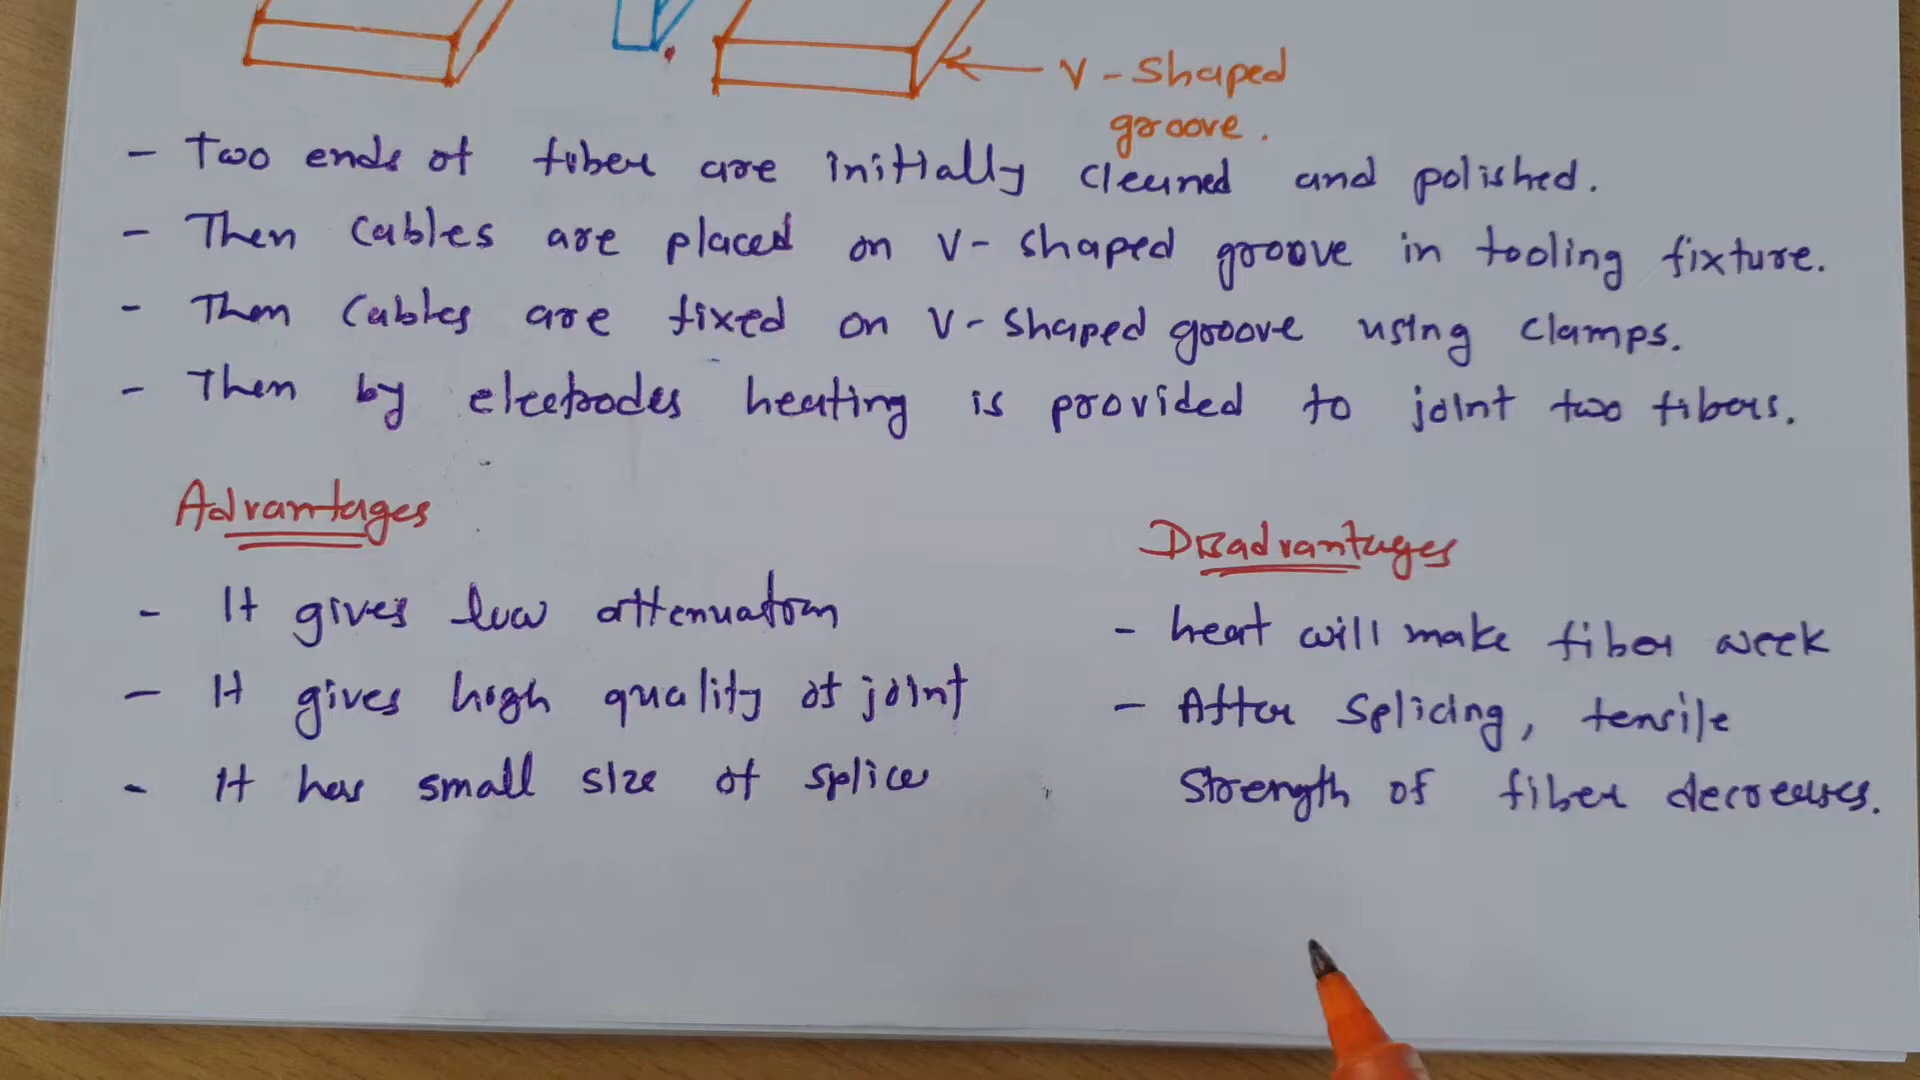 V-Shaped
groove.
- Two ends of fiber are initially cleaned and polished.
- Then cables are placed on V-shaped groove in tooling fixture.
- Then cables are fixed on V-shaped groove using clamps.
- Then by electrodes heating is provided to joint two fibers.
Advantages
- It gives low attenuation
- It gives high quality of joint
- It has small size of splice
Disadvantages
- heat will make fiber week
- After splicing, tensile
strength of fiber decreases.